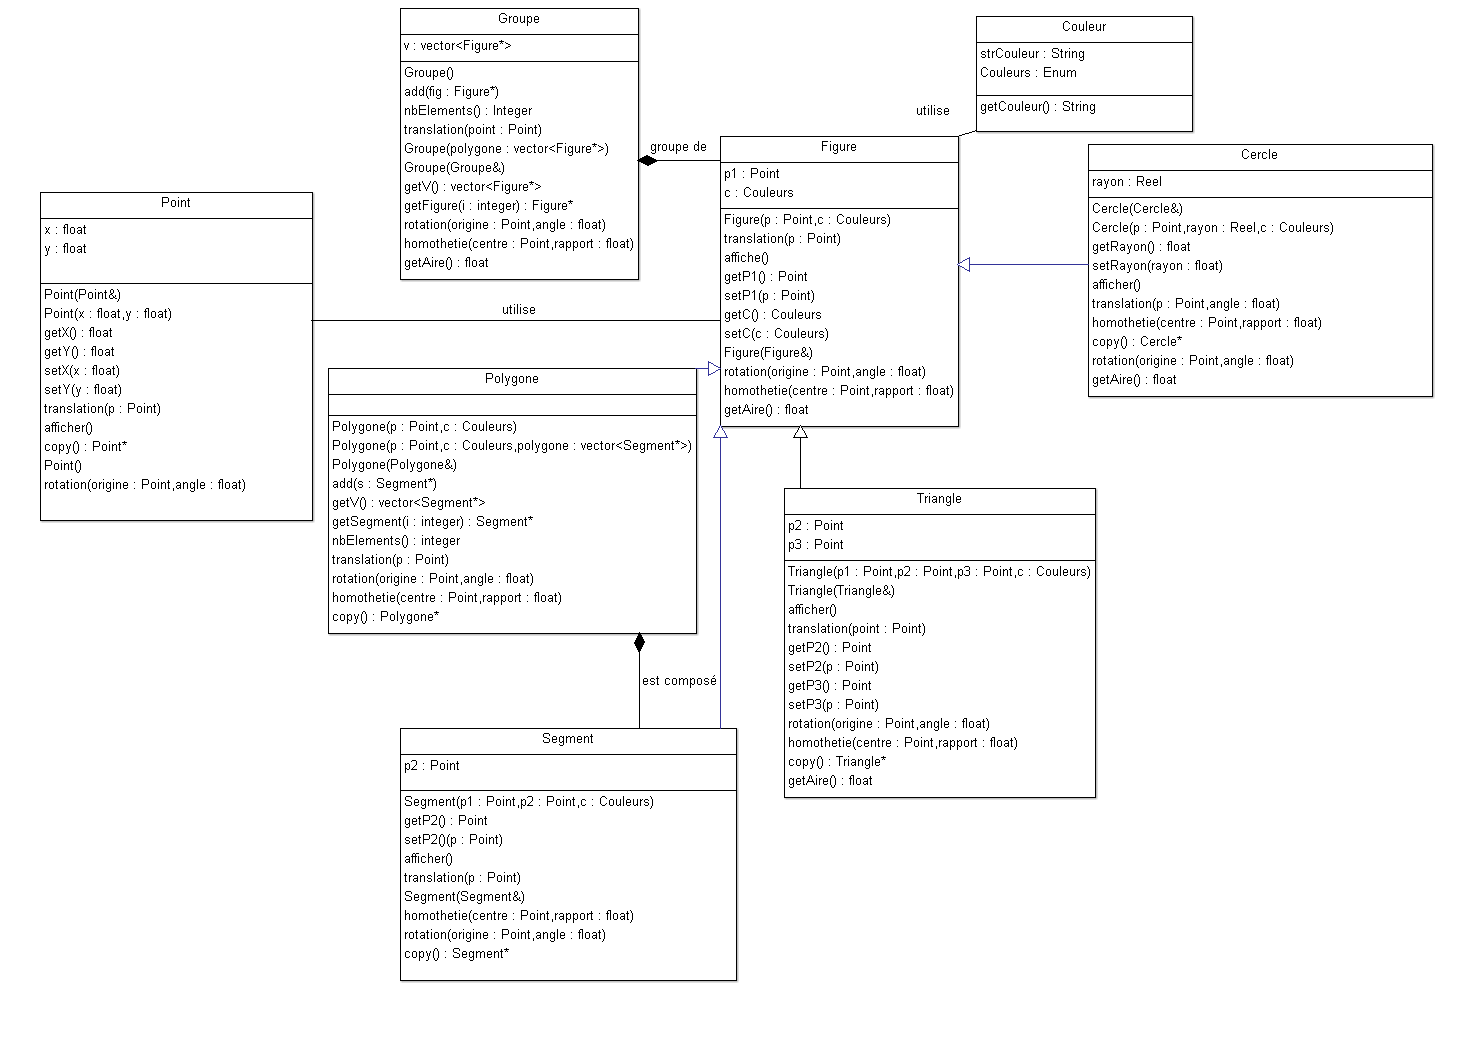 Groupe
v : vector<Figure*>
Groupe()
add(fig : Figure*)
nbElements() : Integer
translation(point : Point)
Groupe(polygone : vector<Figure*>)
Groupe(Groupe&)
getV() : vector<Figure*>
getFigure(i : integer) : Figure*
rotation(origine : Point,angle : float)
homothetie(centre : Point,rapport : float)
getAire() : float
Couleur
strCouleur : String
Couleurs : Enum
getCouleur() : String
utilise
groupe de
Figure
p1 : Point
c : Couleurs
Figure(p : Point,c : Couleurs)
translation(p : Point)
affiche()
getP1() : Point
setP1(p : Point)
getC() : Couleurs
setC(c : Couleurs)
Figure(Figure&)
rotation(origine : Point,angle : float)
homothetie(centre : Point,rapport : float)
getAire() : float
Cercle
rayon : Reel
Cercle(Cercle&)
Cercle(p : Point,rayon : Reel,c : Couleurs)
getRayon() : float
setRayon(rayon : float)
afficher()
translation(p : Point,angle : float)
homothetie(centre : Point,rapport : float)
copy() : Cercle*
rotation(origine : Point,angle : float)
getAire() : float
Point
x : float
y : float
Point(Point&)
Point(x : float,y : float)
getX() : float
getY() : float
setX(x : float)
setY(y : float)
translation(p : Point)
afficher()
copy() : Point*
Point()
rotation(origine : Point,angle : float)
utilise
Polygone
Polygone(p : Point,c : Couleurs)
Polygone(p : Point,c : Couleurs,polygone : vector<Segment*>)
Polygone(Polygone&)
add(s : Segment*)
getV() : vector<Segment*>
getSegment(i : integer) : Segment*
nbElements() : integer
translation(p : Point)
rotation(origine : Point,angle : float)
homothetie(centre : Point,rapport : float)
copy() : Polygone*
Triangle
p2 : Point
p3 : Point
Triangle(p1 : Point,p2 : Point,p3 : Point,c : Couleurs)
Triangle(Triangle&)
afficher()
translation(point : Point)
getP2() : Point
setP2(p : Point)
getP3() : Point
setP3(p : Point)
rotation(origine : Point,angle : float)
homothetie(centre : Point,rapport : float)
copy() : Triangle*
getAire() : float
est composé
Segment
p2 : Point
Segment(p1 : Point,p2 : Point,c : Couleurs)
getP2() : Point
setP2()(p : Point)
afficher()
translation(p : Point)
Segment(Segment&)
homothetie(centre : Point,rapport : float)
rotation(origine : Point,angle : float)
copy() : Segment*